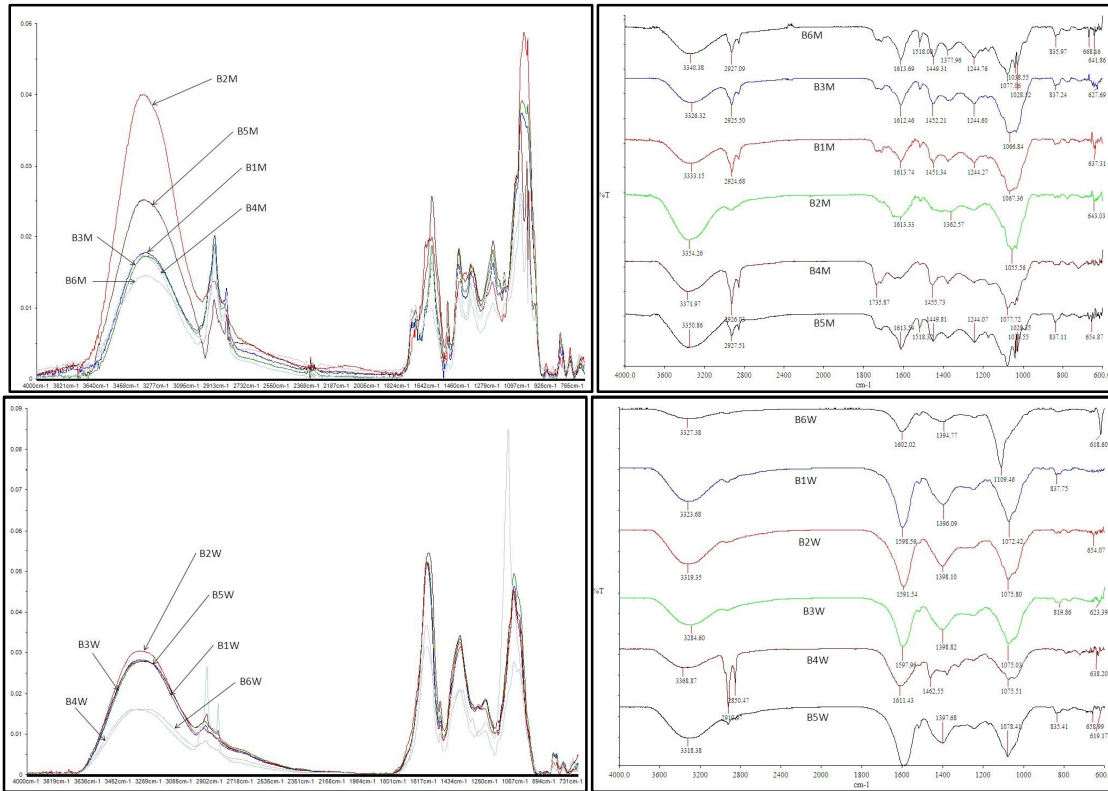 0.05
0.04
0.03
0.02
0.01
0
B2M
B5M
B1M
B4M
B3M
B6M
4000cm-1 3821cm-1 3640cm-1 3458cm-1 3277cm-1 3095cm-1 2913cm-1 2732cm-1 2550cm-1 2368cm-1 2187cm-1 2005cm-1 1824cm-1 1642cm-1 1460cm-1 1279cm-1 1097cm-1 926cm-1 765cm-1
B6M
3340.38 2927.09 1613.69 1518.09 1449.31 1377.96 1244.76 1077.06 1038.55 1028.12 835.97 668.06 641.86
B3M
3326.32 2925.50 1612.46 1452.21 1244.60 1066.84 837.24 627.69
B1M
3333.15 2924.68 1613.74 1451.34 1244.27 1067.36 637.31
%T
B2M
3354.26 1613.33 1362.57 1055.56 643.03
B4M
3371.97 1735.87 1455.73 1077.72
B5M
3350.86 2927.51 1613.54 1449.81 1244.07 837.11 654.87
4000.0 3600 3200 2800 2400 2000 1800 1600 1400 1200 1000 800 600.0
cm-1
0.09
0.08
0.07
0.06
0.05
0.04
0.03
0.02
0.01
0
B2W
B5W
B1W
B6W
B3W
B4W
4000cm-1 3819cm-1 3636cm-1 3452cm-1 3269cm-1 3085cm-1 2902cm-1 2718cm-1 2535cm-1 2351cm-1 2168cm-1 1984cm-1 1801cm-1 1617cm-1 1434cm-1 1250cm-1 1067cm-1 894cm-1 731cm-1
B6W
3327.38 1602.02 1394.77 1109.46 618.60
B1W
3323.68 1598.59 1396.09 1072.42 837.75
B2W
3319.35 1591.54 1398.10 1075.80 654.07
%T
B3W
3284.60 1597.96 1398.82 1075.03 819.86 623.39
B4W
3368.87 2850.47 1611.43 1462.55 1075.51 638.20
B5W
3318.38 1397.68 1078.41 835.41 658.99 619.17
4000.0 3600 3200 2800 2400 2000 1800 1600 1400 1200 1000 800 600.0
cm-1